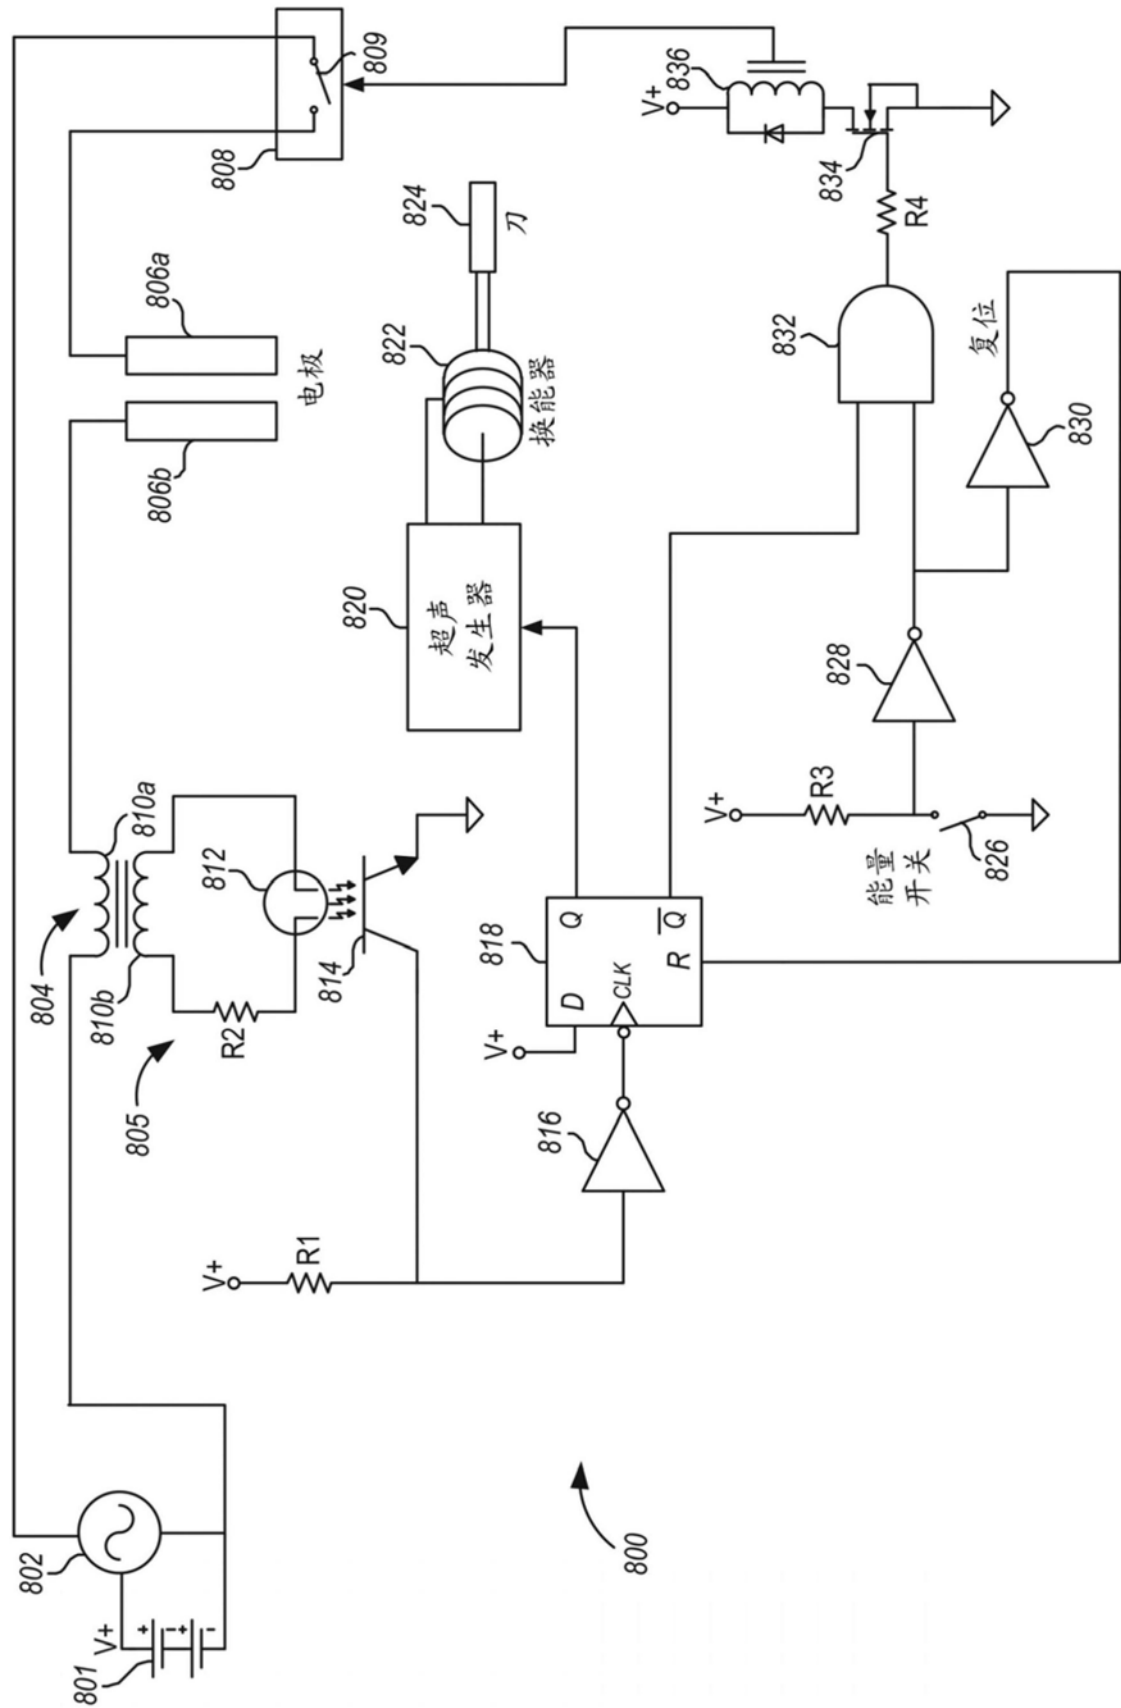 801
V+
+
-
+
-
802
800
804
805
810a
810b
R2
812
814
V+
R1
816
V+
818
D
Q
CLK
Q
R
806a
806b
电极
808
809
820
超声
发生器
822
换能器
824
刀
V+
R3
能量
开关
826
828
830
复位
832
R4
834
836
V+